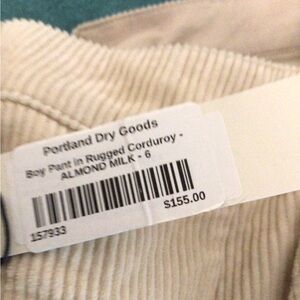 Portland Dry Goods
Boy Pant in Rugged Corduroy -
ALMOND MILK - 6
157933
$155.00